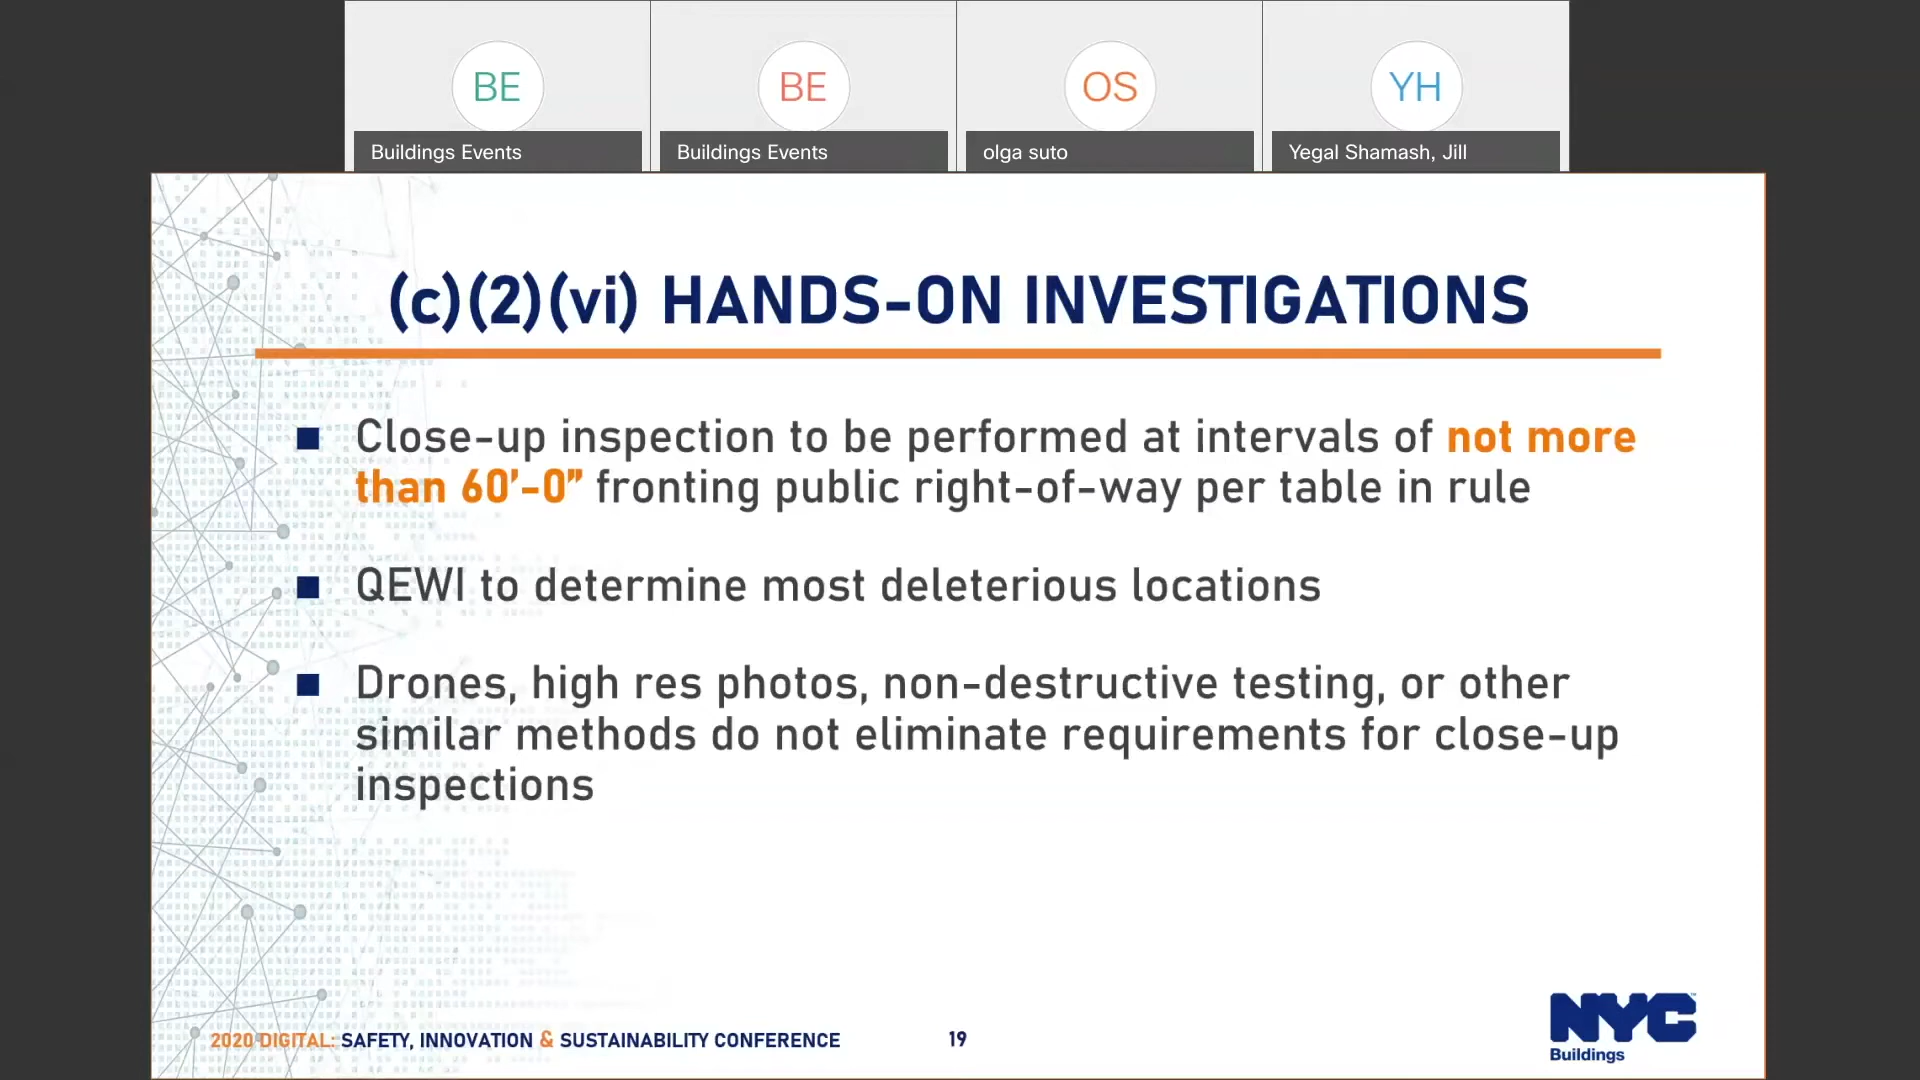 BE
BE
OS
YH
Buildings Events
Buildings Events
olga suto
Yegal Shamash, Jill
(c)(2)(vi) HANDS-ON INVESTIGATIONS
Close-up inspection to be performed at intervals of not more
than 60’-0” fronting public right-of-way per table in rule
QEWI to determine most deleterious locations
Drones, high res photos, non-destructive testing, or other
similar methods do not eliminate requirements for close-up
inspections
2020 DIGITAL: SAFETY, INNOVATION & SUSTAINABILITY CONFERENCE
19
NYC
Buildings